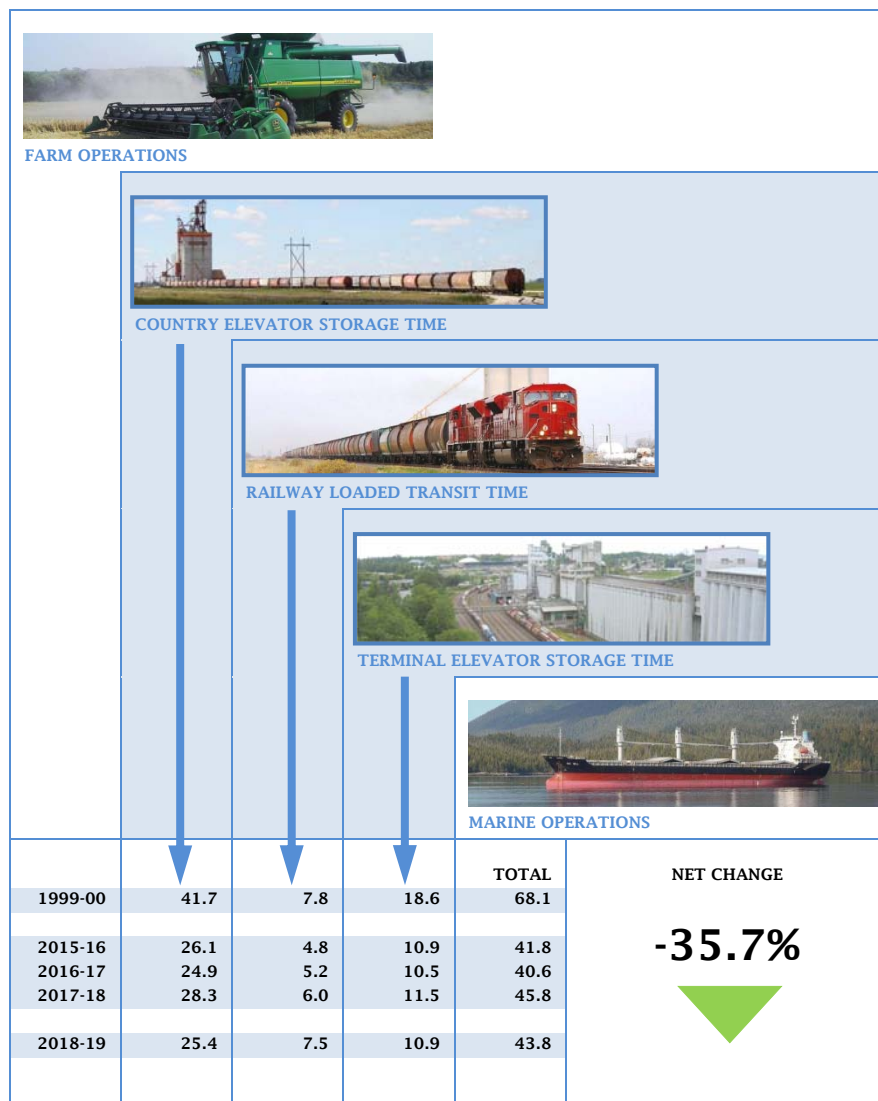 FARM OPERATIONS
COUNTRY ELEVATOR STORAGE TIME
RAILWAY LOADED TRANSIT TIME
TERMINAL ELEVATOR STORAGE TIME
MARINE OPERATIONS
TOTAL NET CHANGE
1999-00 41.7 7.8 18.6 68.1
2015-16 26.1 4.8 10.9 41.8
2016-17 24.9 5.2 10.5 40.6
2017-18 28.3 6.0 11.5 45.8
2018-19 25.4 7.5 10.9 43.8
-35.7%